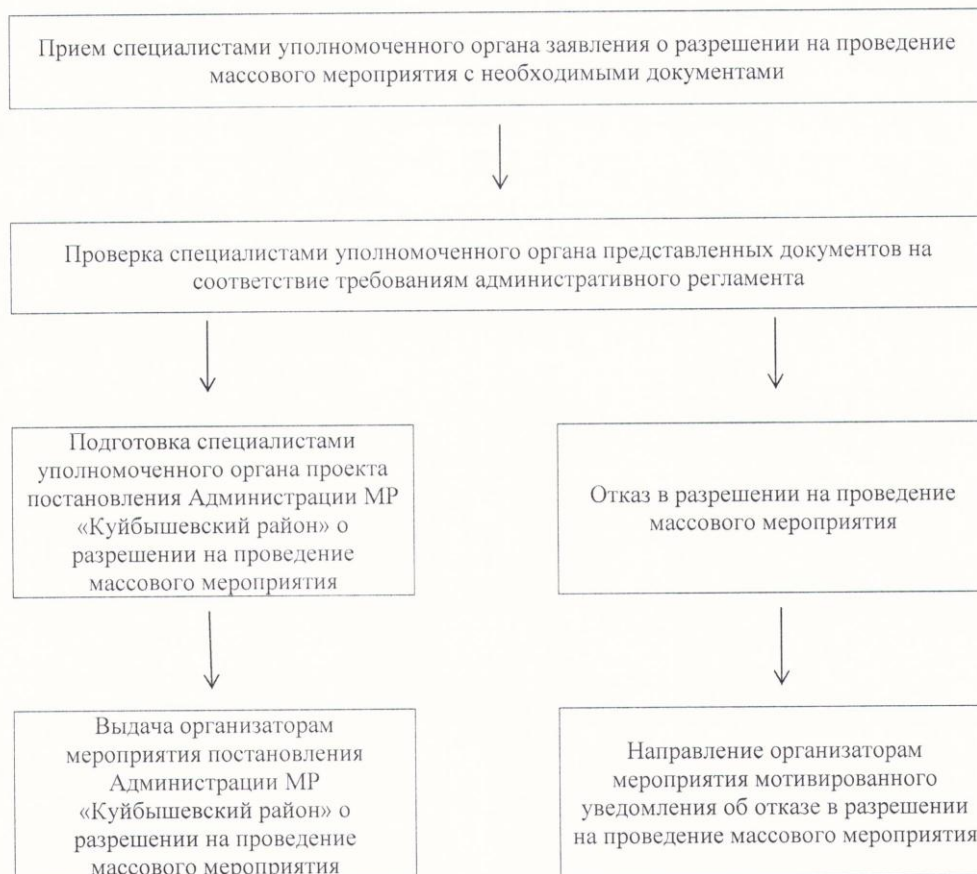 Прием специалистами уполномоченного органа заявления о разрешении на проведение
массового мероприятия с необходимыми документами
Проверка специалистами уполномоченного органа представленных документов на
соответствие требованиям административного регламента
Подготовка специалистами
уполномоченного органа проекта
постановления Администрации МР
«Куйбышевский район» о
разрешении на проведение
массового мероприятия
Отказ в разрешении на проведение
массового мероприятия
Выдача организаторам
мероприятия постановления
Администрации МР
«Куйбышевский район» о
разрешении на проведение
массового мероприятия
Направление организаторам
мероприятия мотивированного
уведомления об отказе в разрешении
на проведение массового мероприятия